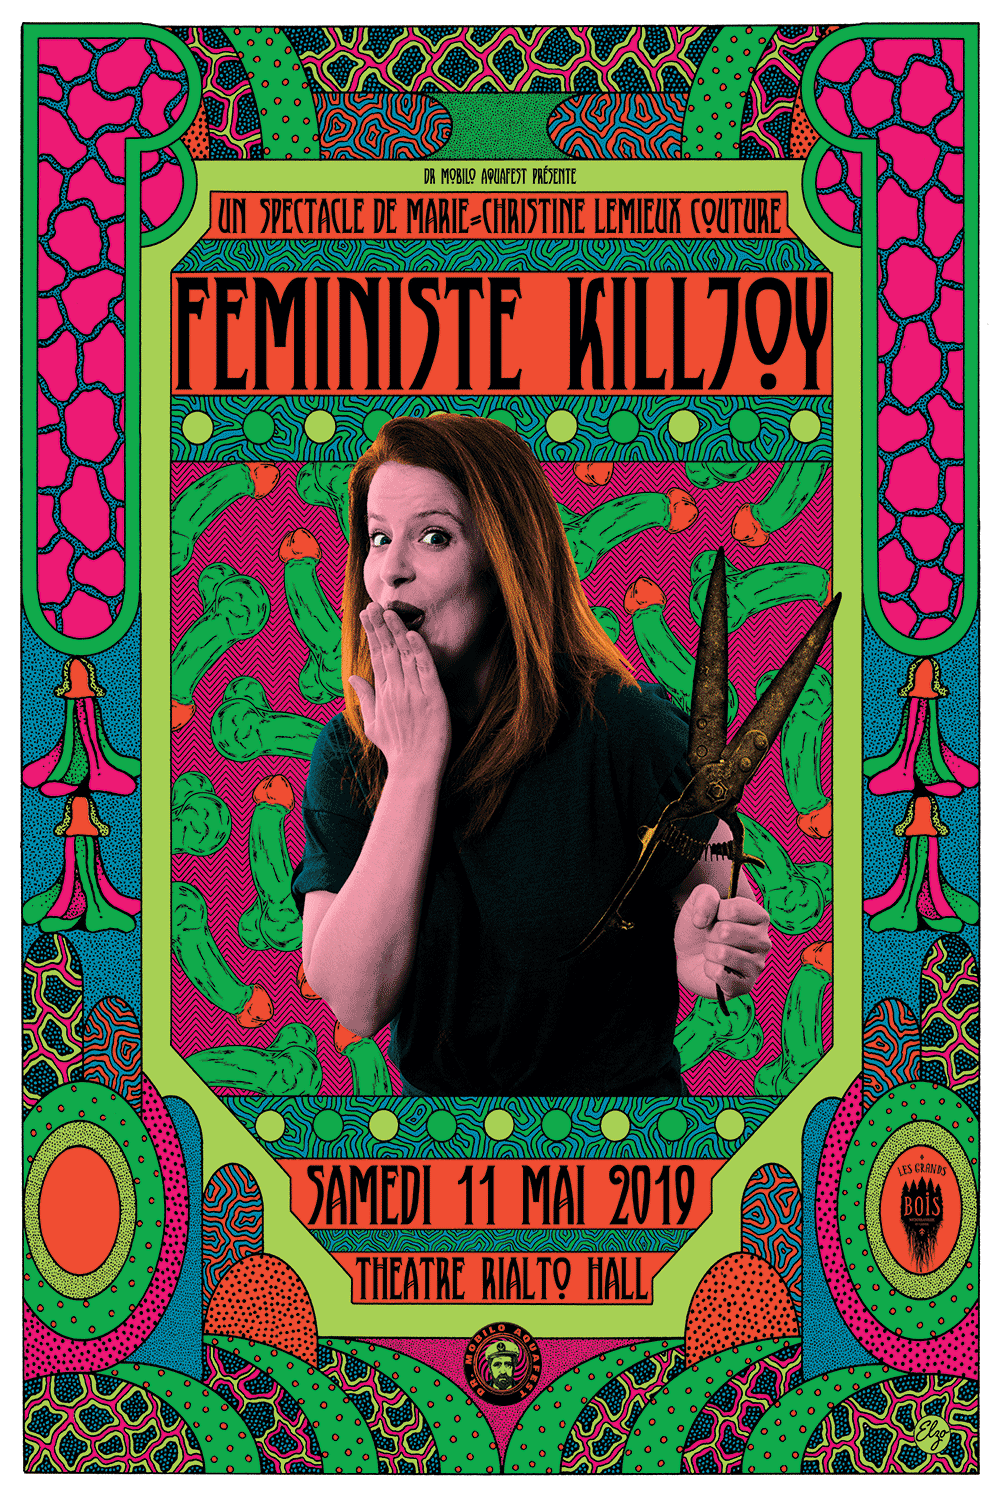 DR MOBILO AQUAFEST PRÉSENTE
UN SPECTACLE DE MARIE=CHRISTINE LEMIEUX COUTURE
FEMINISTE KILLJOY
SAMEDI 11 MAI 2019
THEATRE RIALTO HALL
LES GRANDS
BOiS
DR MOBILO AQUAFEST
Elzo